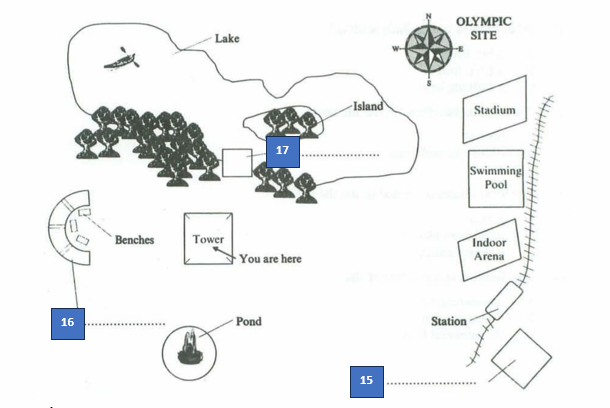 N
OLYMPIC
SITE
W
E
S
Lake
Island
Stadium
17 ....................
Swimming
Pool
Benches
Tower
You are here
Indoor
Arena
Station
16 ....................
Pond
15 ....................